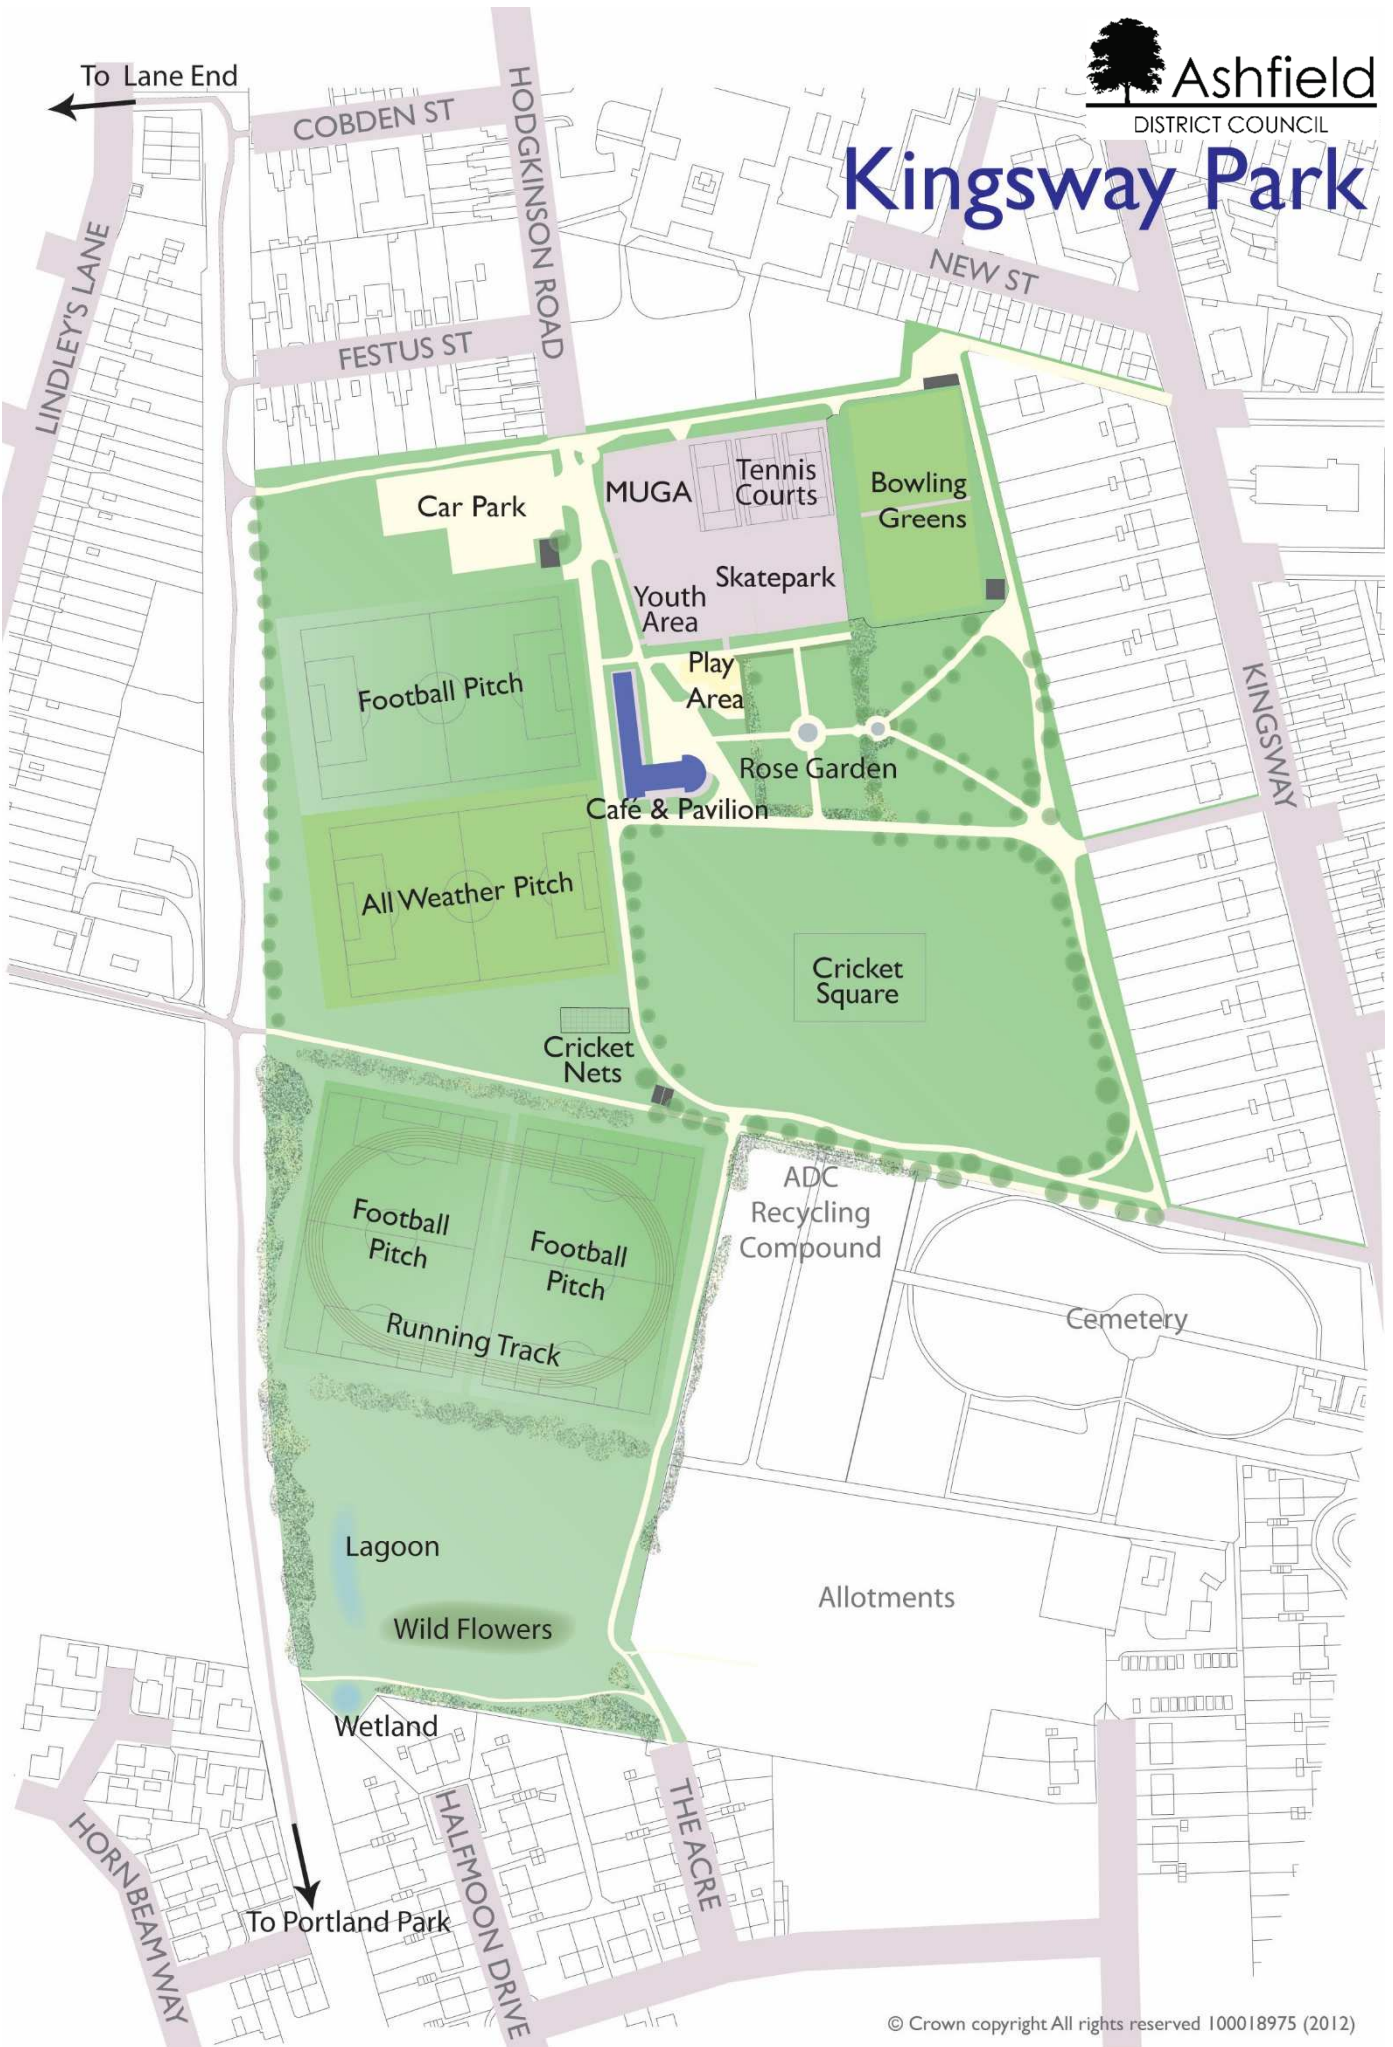 To Lane End
Ashfield
DISTRICT COUNCIL
Kingsway Park
COBDEN ST
HODGKINSON ROAD
LINDLEY'S LANE
NEW ST
FESTUS ST
Car Park
MUGA
Tennis
Courts
Bowling
Greens
Skatepark
Youth
Area
Play
Area
Football Pitch
KINGSWAY
Rose Garden
Café & Pavilion
All Weather Pitch
Cricket
Square
Cricket
Nets
ADC
Recycling
Compound
Football
Pitch
Football
Pitch
Running Track
Cemetery
Lagoon
Wild Flowers
Allotments
Wetland
HORNBEAM WAY
HALFMOON DRIVE
THE ACRE
To Portland Park
© Crown copyright All rights reserved 100018975 (2012)